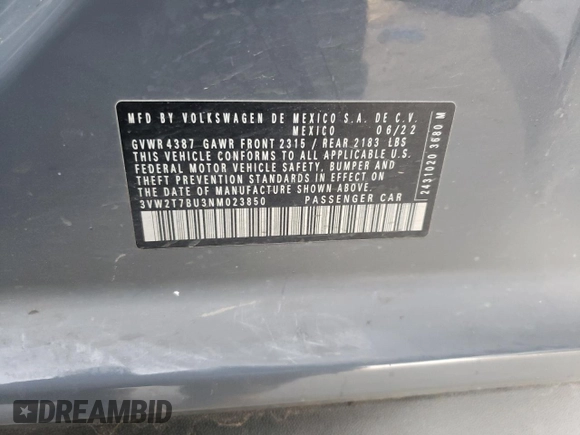 MFD BY VOLKSWAGEN DE MEXICO S.A. DE C.V.
MEXICO 06/22
GVWR 4387 GAWR FRONT 2315 / REAR 2183 LBS
THIS VEHICLE CONFORMS TO ALL APPLICABLE U.S.
FEDERAL MOTOR VEHICLE SAFETY, BUMPER AND
THEFT PREVENTION STANDARDS IN EFFECT ON
THE DATE OF MANUFACTURE SHOWN ABOVE.
3VW2T7BU3NM023850 PASSENGER CAR
2431020 3680 M
DREAMBID